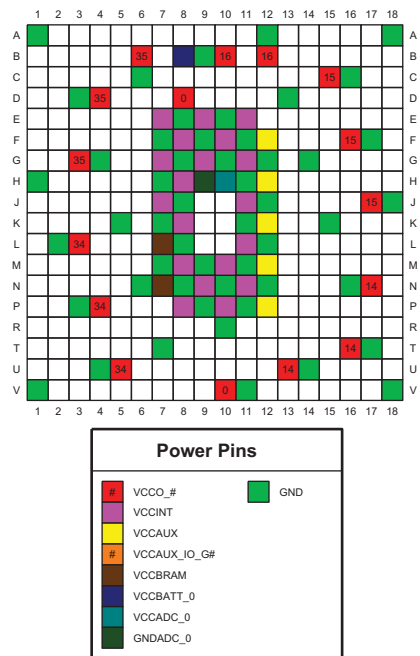 1 2 3 4 5 6 7 8 9 10 11 12 13 14 15 16 17 18
A A
B 35 16 16 B
C 15 C
D 35 0 D
E E
F 15 F
G 35 G
H H
J 15 J
K K
L 34 L
M M
N 14 N
P 34 P
R R
T 14 T
U 34 14 U
V 0 V
1 2 3 4 5 6 7 8 9 10 11 12 13 14 15 16 17 18
Power Pins
# VCCO_# GND
VCCINT
VCCAUX
# VCCAUX_IO_G#
VCCBRAM
VCCBATT_0
VCCADC_0
GNDADC_0